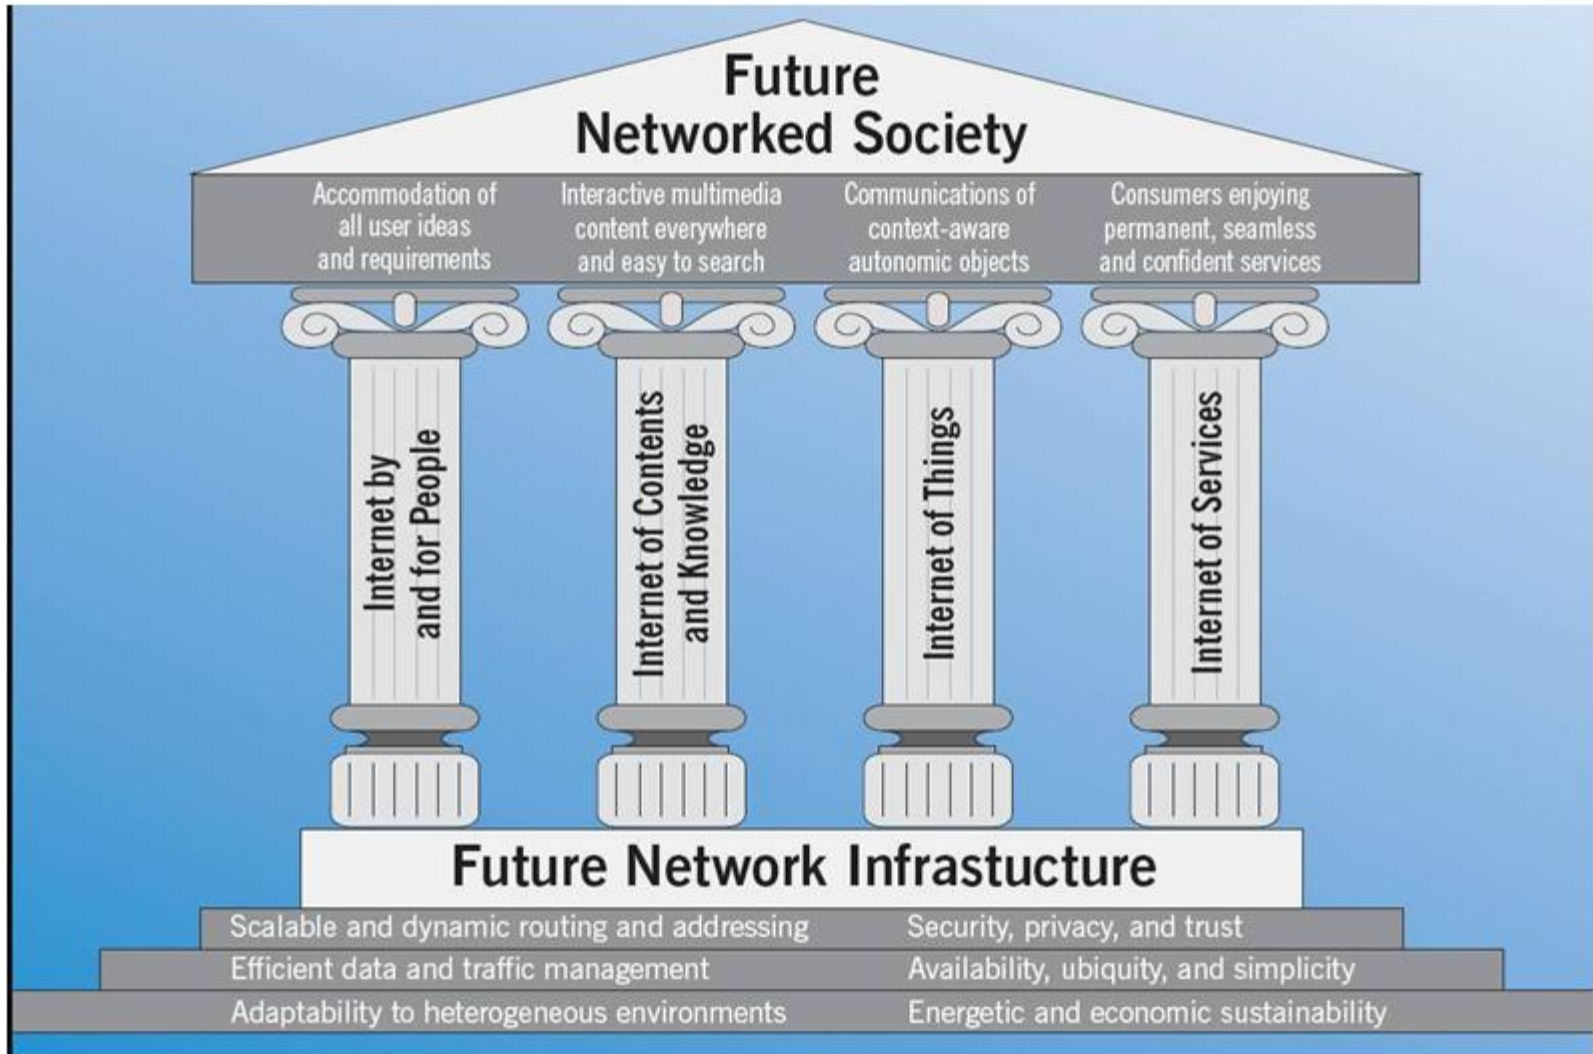 Future
Networked Society
Accommodation of
all user ideas
and requirements
Interactive multimedia
content everywhere
and easy to search
Communications of
context-aware
autonomic objects
Consumers enjoying
permanent, seamless
and confident services
Internet by
and for People
Internet of Contents
and Knowledge
Internet of Things
Internet of Services
Future Network Infrastucture
Scalable and dynamic routing and addressing
Security, privacy, and trust
Efficient data and traffic management
Availability, ubiquity, and simplicity
Adaptability to heterogeneous environments
Energetic and economic sustainability